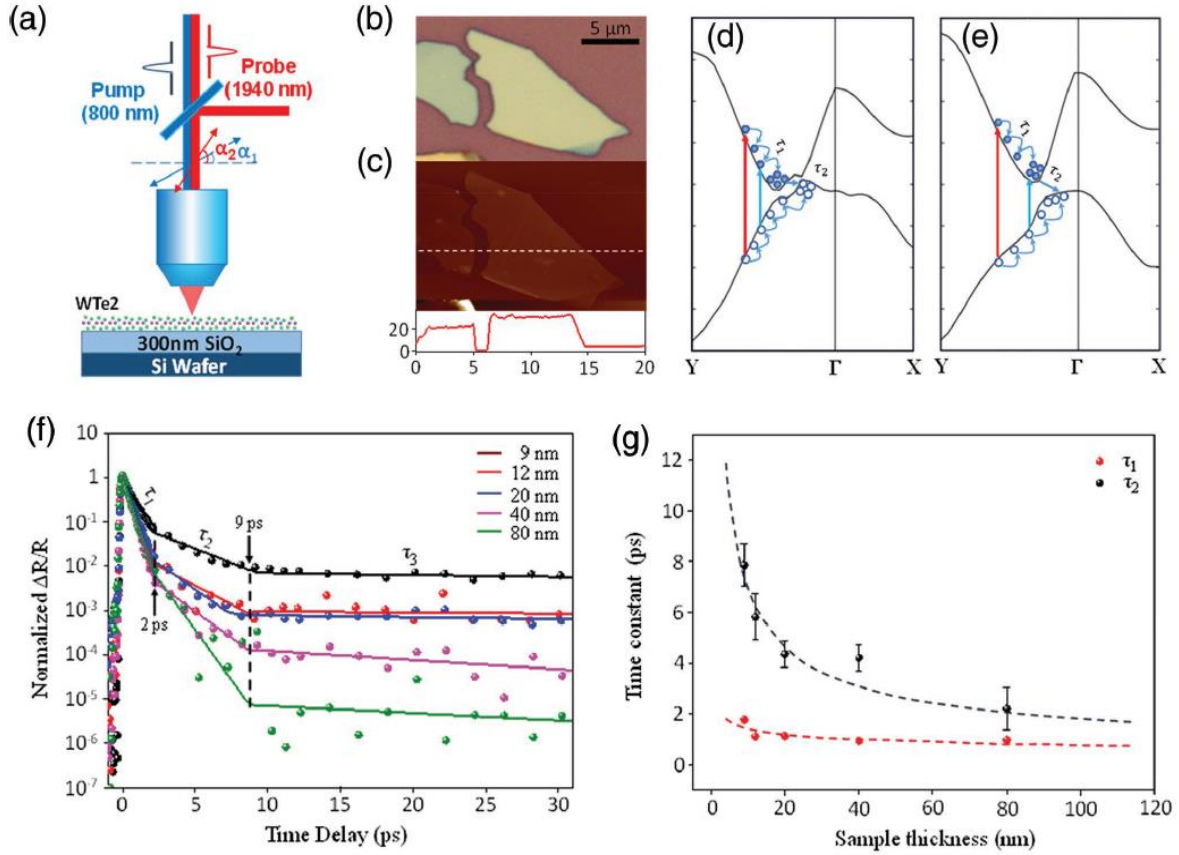 (a)
Pump
(800 nm)
Probe
(1940 nm)
α₂ α₁
WTe2
300nm SiO₂
Si Wafer
(b)
5 μm
(c)
20
0
0 5 10 15 20
(d)
τ₁
τ₂
Y Γ X
(e)
τ₁
τ₂
Y Γ X
(f)
Normalized ΔR/R
10
1
10⁻¹
10⁻²
10⁻³
10⁻⁴
10⁻⁵
10⁻⁶
10⁻⁷
τ₁
τ₂
τ₃
2 ps
9 ps
9 nm
12 nm
20 nm
40 nm
80 nm
0 5 10 15 20 25 30
Time Delay (ps)
(g)
Time constant (ps)
12
10
8
6
4
2
0
τ₁
τ₂
0 20 40 60 80 100 120
Sample thickness (nm)